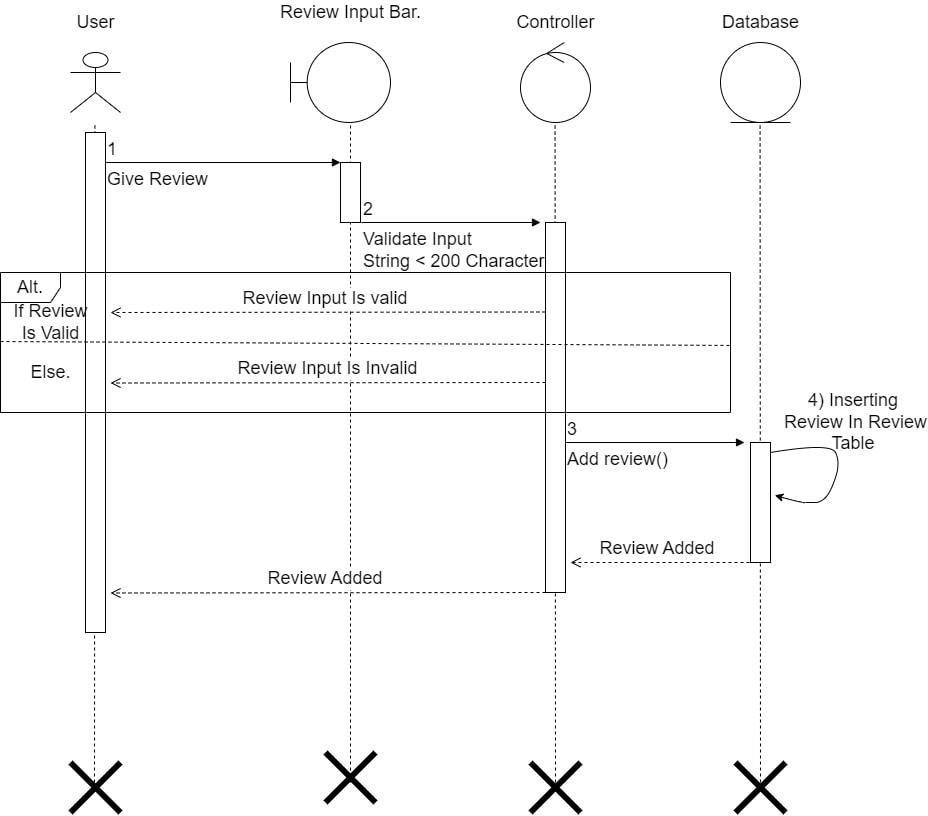 User
Review Input Bar.
Controller
Database
1
Give Review
2
Validate Input
String < 200 Character
Alt.
If Review
Is Valid
Review Input Is valid
Else.
Review Input Is Invalid
3
Add review()
4) Inserting
Review In Review
Table
Review Added
Review Added